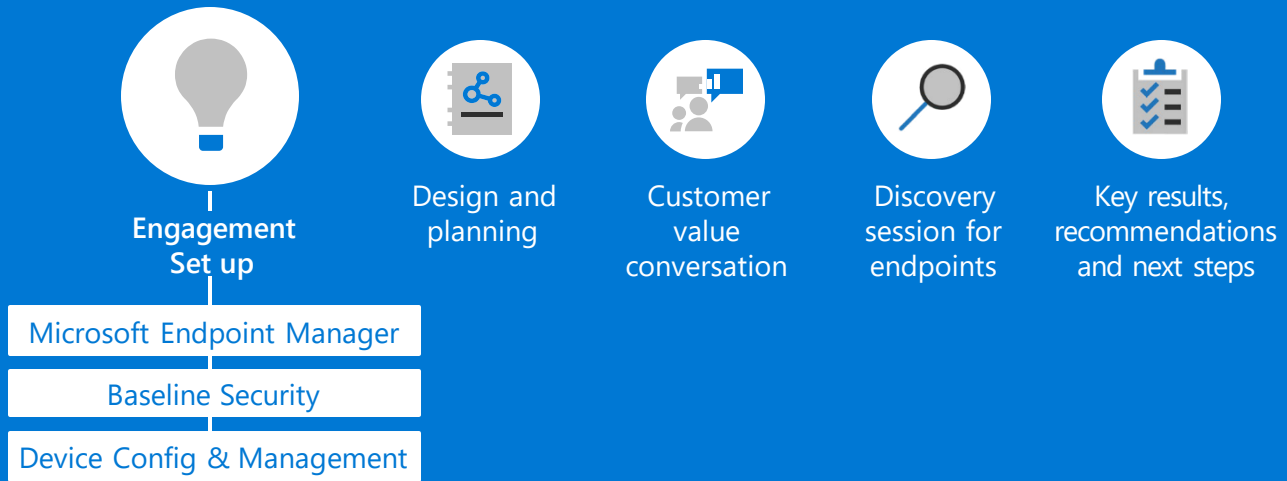 Engagement
Set up
Microsoft Endpoint Manager
Baseline Security
Device Config & Management
Design and
planning
Customer
value
conversation
Discovery
session for
endpoints
Key results,
recommendations
and next steps